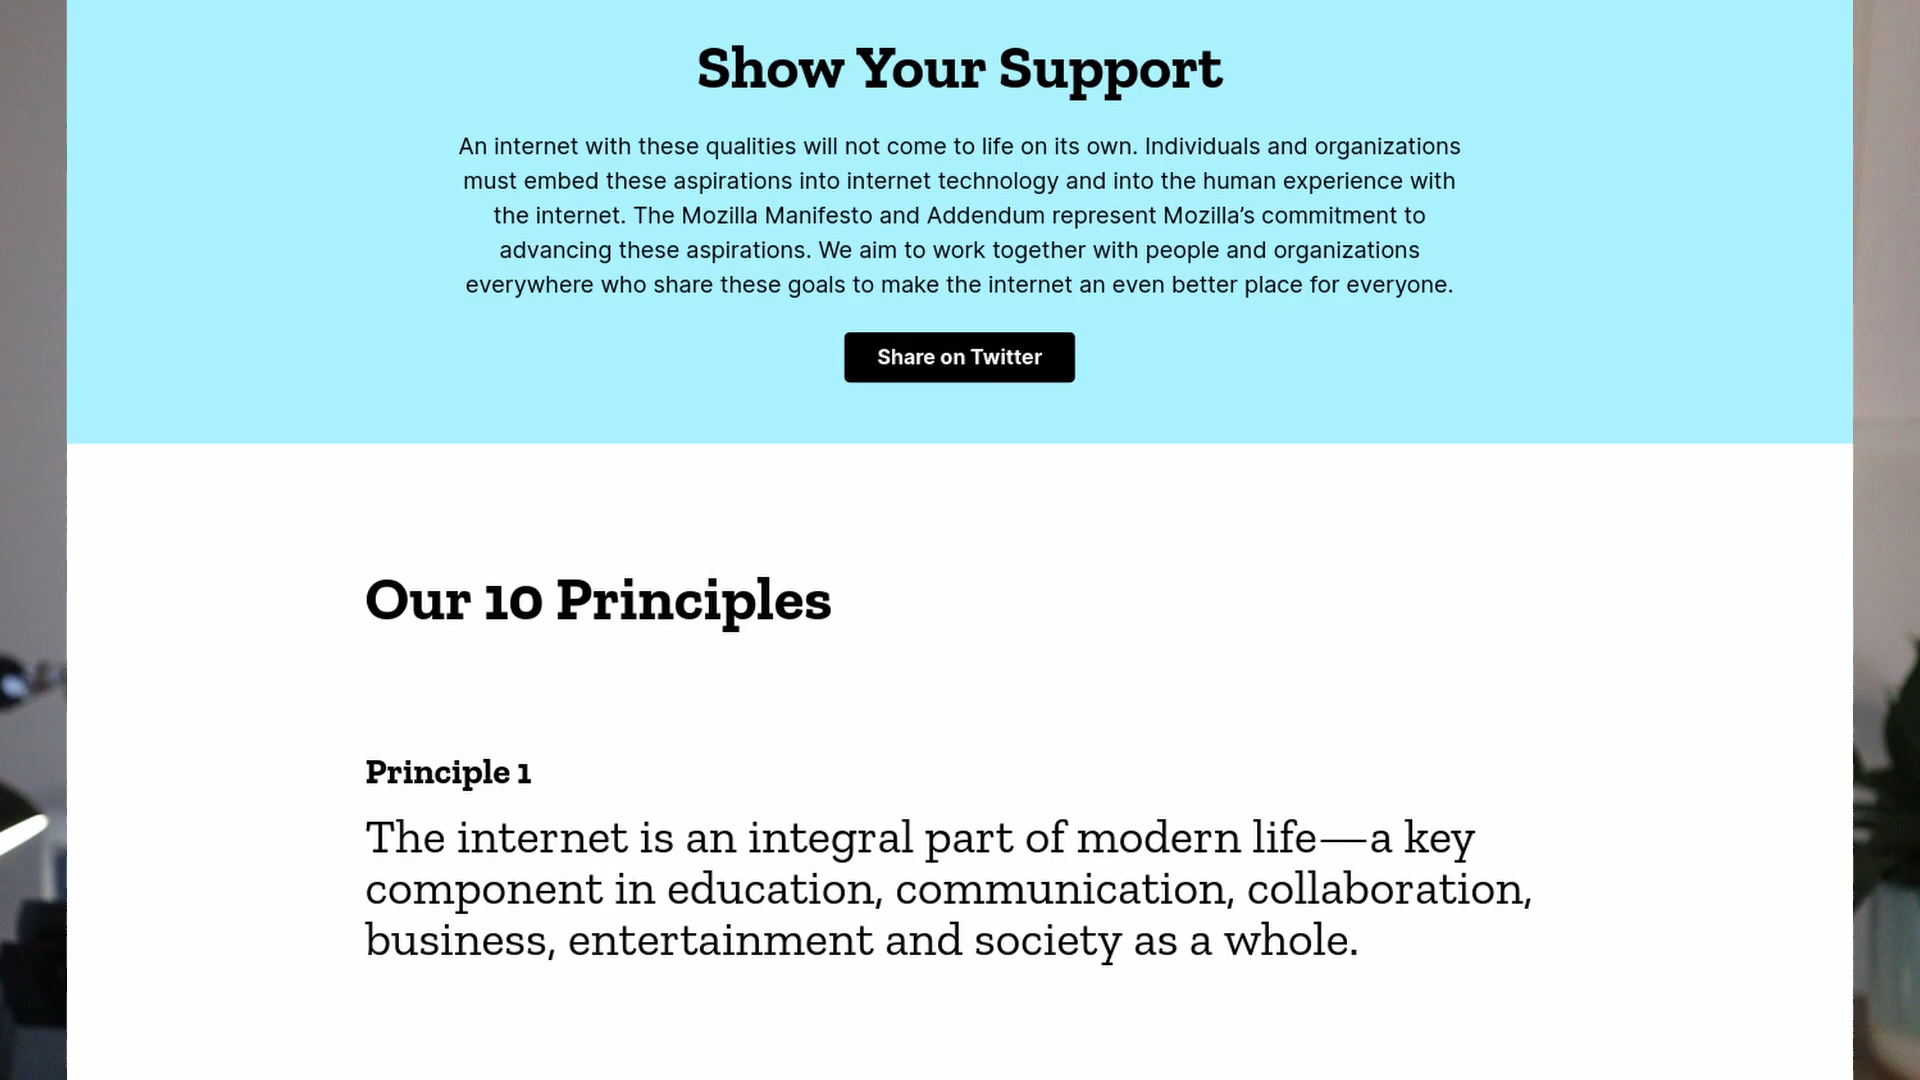 Show Your Support
An internet with these qualities will not come to life on its own. Individuals and organizations
must embed these aspirations into internet technology and into the human experience with
the internet. The Mozilla Manifesto and Addendum represent Mozilla’s commitment to
advancing these aspirations. We aim to work together with people and organizations
everywhere who share these goals to make the internet an even better place for everyone.
Share on Twitter
Our 10 Principles
Principle 1
The internet is an integral part of modern life—a key
component in education, communication, collaboration,
business, entertainment and society as a whole.